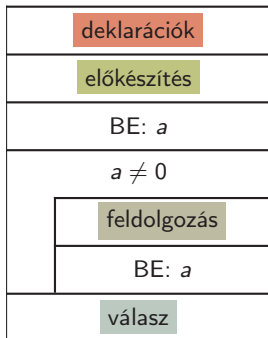 deklarációk
előkészítés
BE: a
a ≠ 0
feldolgozás
BE: a
válasz